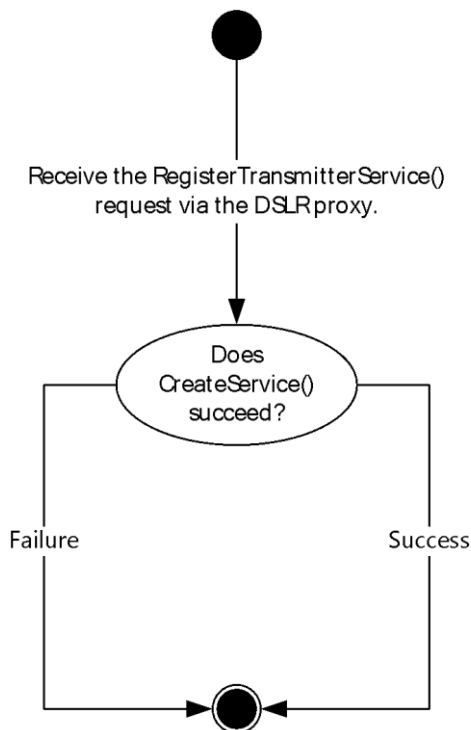 Receive the RegisterTransmitterService()
request via the DSLR proxy.
Does
CreateService()
succeed?
Failure
Success